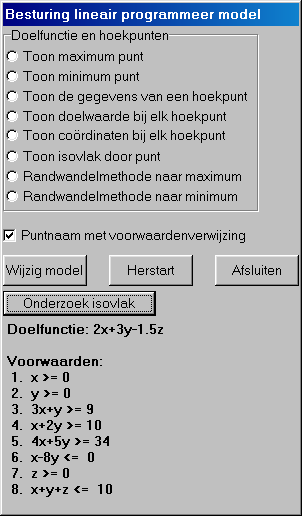 Besturing lineair programmeer model
Doelfunctie en hoekpunten
Toon maximum punt
Toon minimum punt
Toon de gegevens van een hoekpunt
Toon doelwaarde bij elk hoekpunt
Toon coördinaten bij elk hoekpunt
Toon isovlak door punt
Randwandelmethode naar maximum
Randwandelmethode naar minimum
Puntnaam met voorwaardenverwijzing
Wijzig model Herstart Afsluiten
Onderzoek isovlak
Doelfunctie: 2x+3y-1.5z
Voorwaarden:
1. x >= 0
2. y >= 0
3. 3x+y >= 9
4. x+2y >= 10
5. 4x+5y >= 34
6. x-8y <= 0
7. z >= 0
8. x+y+z <= 10